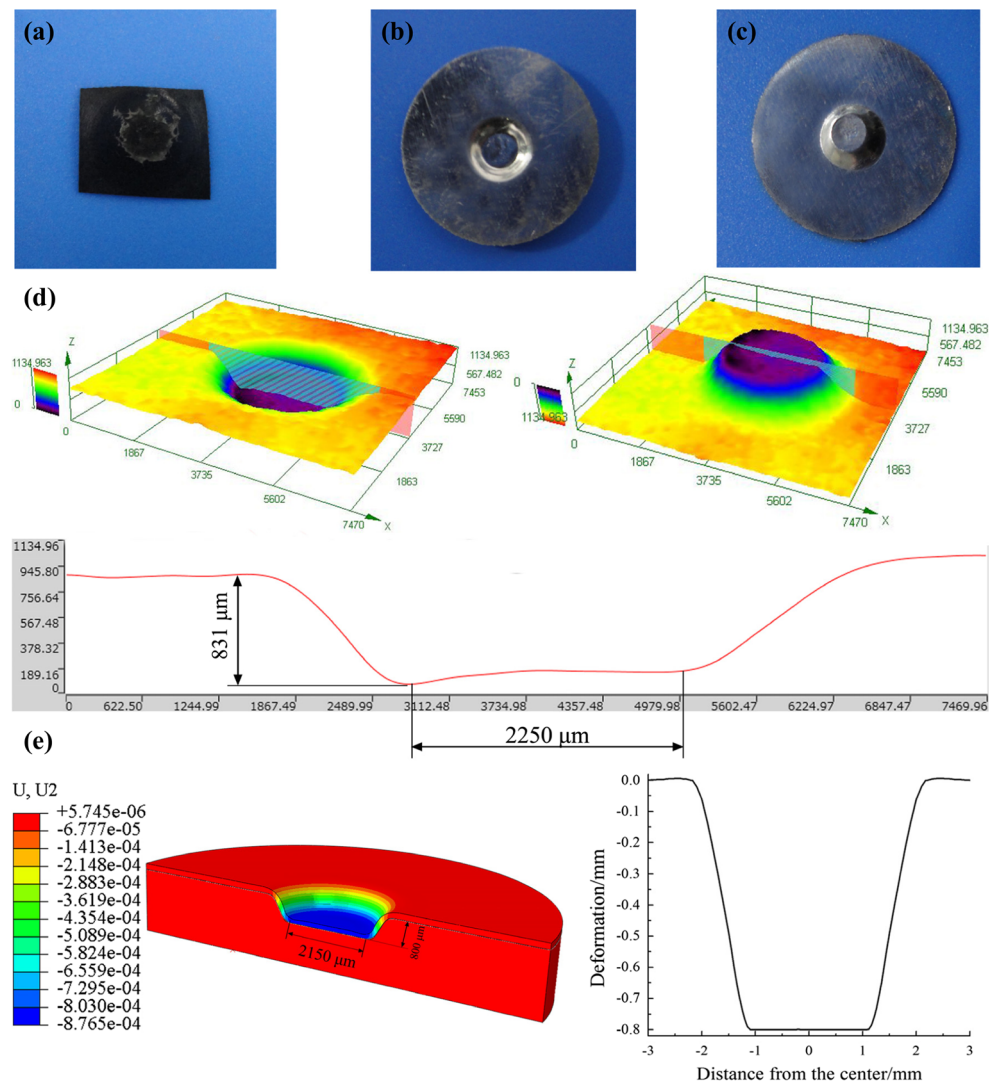 (a)
(b)
(c)
(d)
Z
1134.963
0
0
1867
3735
5602
7470
X
1863
3727
5590
7453
567.482
1134.963
Z
0
1134.963
0
1867
3735
5602
7470
X
1863
3727
5590
7453
567.482
1134.963
1134.96
945.80
756.64
567.48
378.32
189.16
0
831 μm
0
622.50
1244.99
1867.49
2489.99
3112.48
3734.98
4357.48
4979.98
5602.47
6224.97
6847.47
7469.96
2250 μm
(e)
U, U2
+5.745e-06
-6.777e-05
-1.413e-04
-2.148e-04
-2.883e-04
-3.619e-04
-4.354e-04
-5.089e-04
-5.824e-04
-6.559e-04
-7.295e-04
-8.030e-04
-8.765e-04
2150 μm
800 μm
Deformation/mm
0.0
-0.1
-0.2
-0.3
-0.4
-0.5
-0.6
-0.7
-0.8
-3
-2
-1
0
1
2
3
Distance from the center/mm